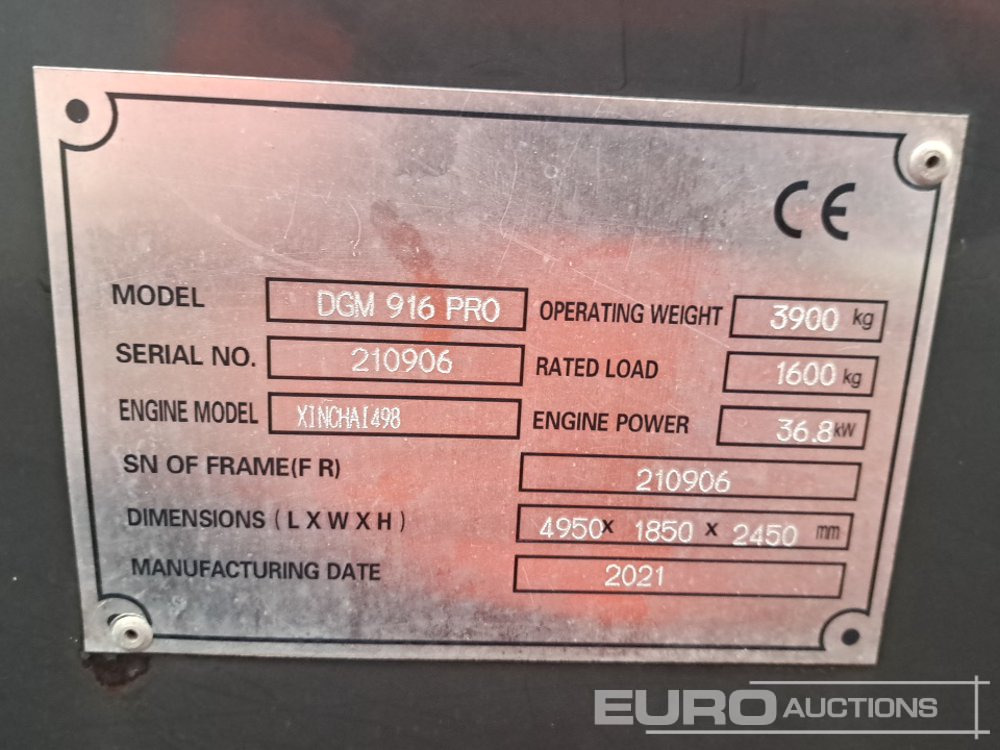 CE
MODEL DGM 916 PRO OPERATING WEIGHT 3900 kg
SERIAL NO. 210906 RATED LOAD 1600 kg
ENGINE MODEL XINCHAI498 ENGINE POWER 36.8 kW
SN OF FRAME(F R) 210906
DIMENSIONS (L X W X H) 4950 x 1850 x 2450 mm
MANUFACTURING DATE 2021
EURO AUCTIONS